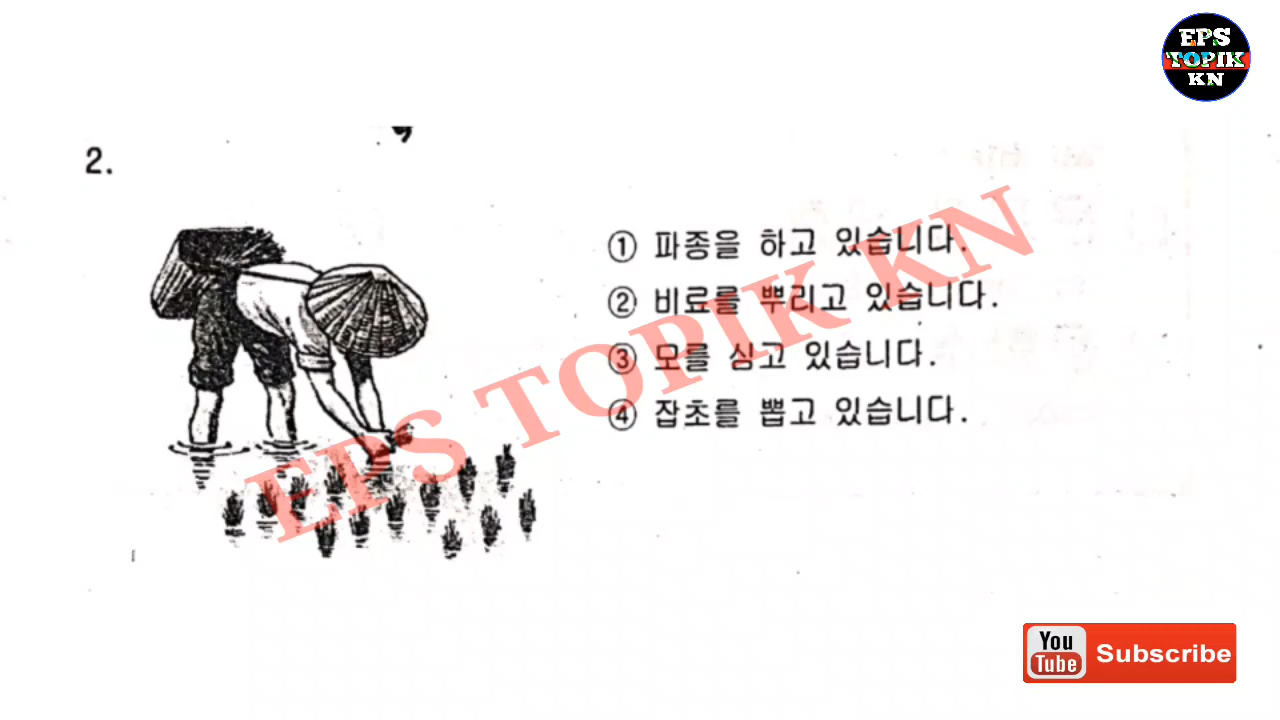 EPS
TOPIK
KN
2.
① 파종을 하고 있습니다.
② 비료를 뿌리고 있습니다.
③ 모를 심고 있습니다.
④ 잡초를 뽑고 있습니다.
EPS TOPIK KN
You
Tube
Subscribe